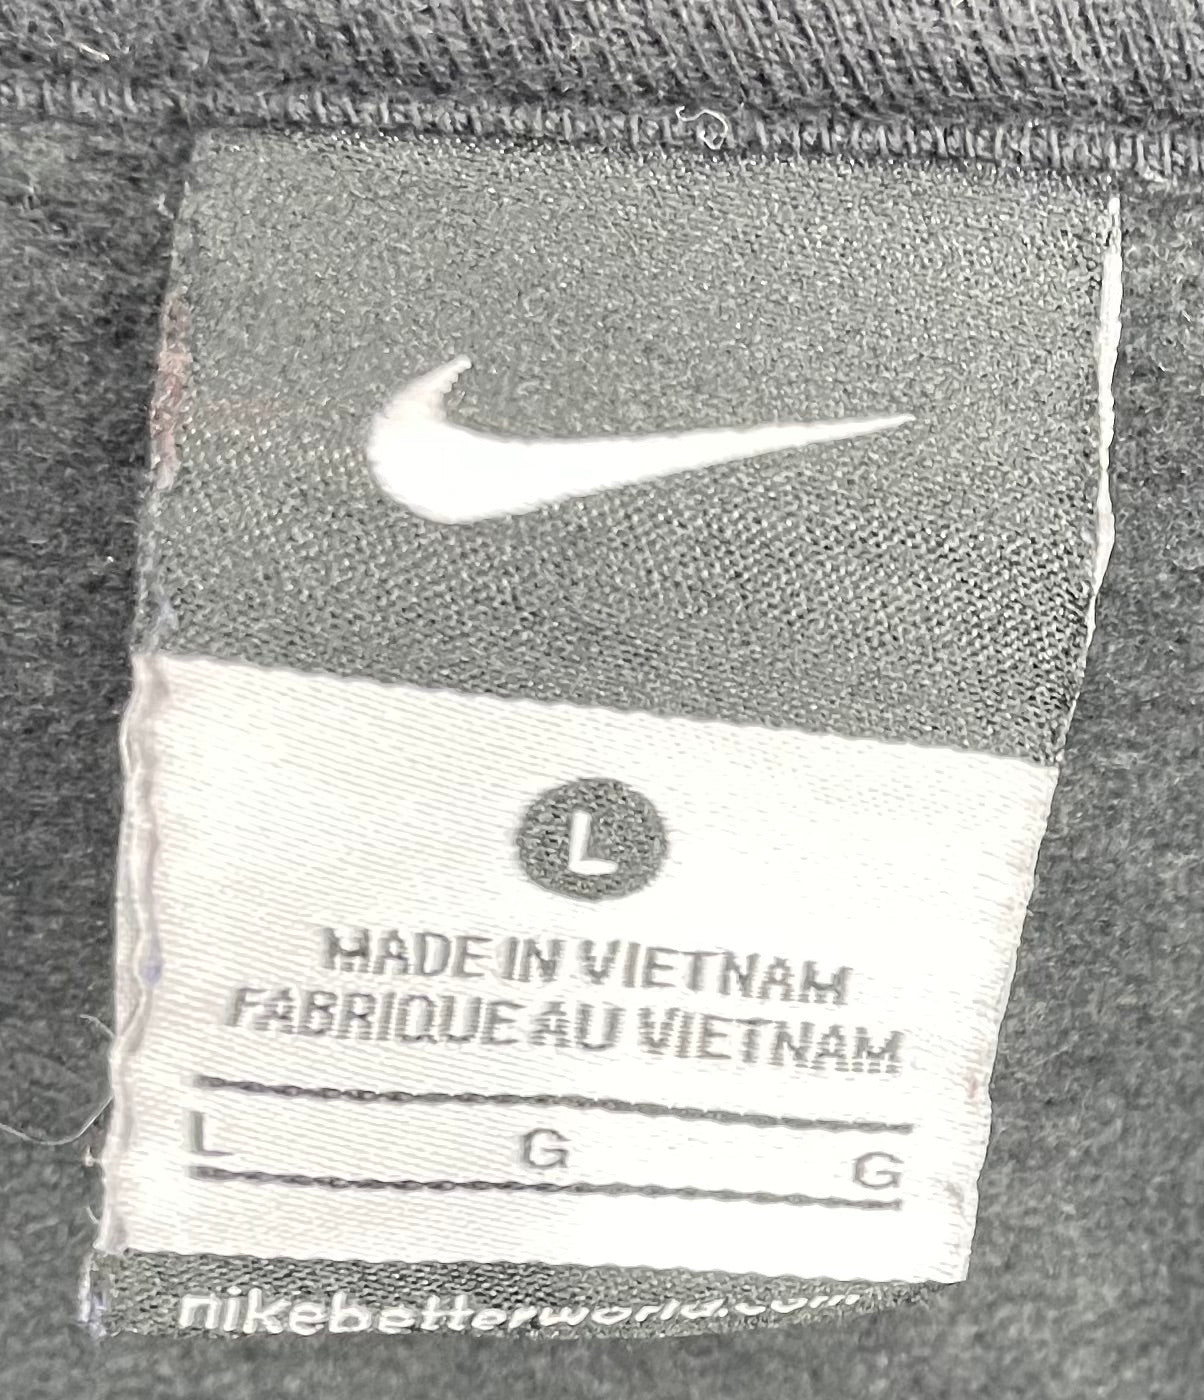 L
MADE IN VIETNAM
FABRIQUE AU VIETNAM
L G G
nikebetterworld.com